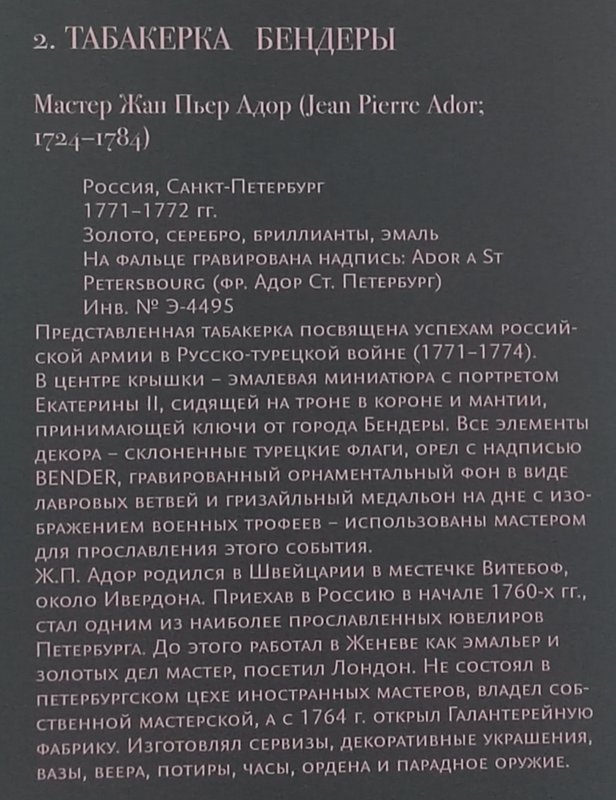 2. ТАБАКЕРКА БЕНДЕРЫ
Мастер Жан Пьер Адор (Jean Pierre Ador;
1724–1784)
Россия, Санкт-Петербург
1771–1772 гг.
Золото, серебро, бриллианты, эмаль
На фальце гравирована надпись: Ador a St
Petersbourg (фр. Адор Ст. Петербург)
Инв. № Э-4495
Представленная табакерка посвящена успехам россий-
ской армии в Русско-турецкой войне (1771–1774).
В центре крышки – эмалевая миниатюра с портретом
Екатерины II, сидящей на троне в короне и мантии,
принимающей ключи от города Бендеры. Все элементы
декора – склоненные турецкие флаги, орел с надписью
BENDER, гравированный орнаментальный фон в виде
лавровых ветвей и гризайльный медальон на дне с изо-
бражением военных трофеев – использованы мастером
для прославления этого события.
Ж.П. Адор родился в Швейцарии в местечке Витебоф,
около Ивердона. Приехав в Россию в начале 1760-х гг.,
стал одним из наиболее прославленных ювелиров
Петербурга. До этого работал в Женеве как эмальер и
золотых дел мастер, посетил Лондон. Не состоял в
петербургском цехе иностранных мастеров, владел соб-
ственной мастерской, а с 1764 г. открыл Галантерейную
фабрику. Изготовлял сервизы, декоративные украшения,
вазы, веера, потиры, часы, ордена и парадное оружие.